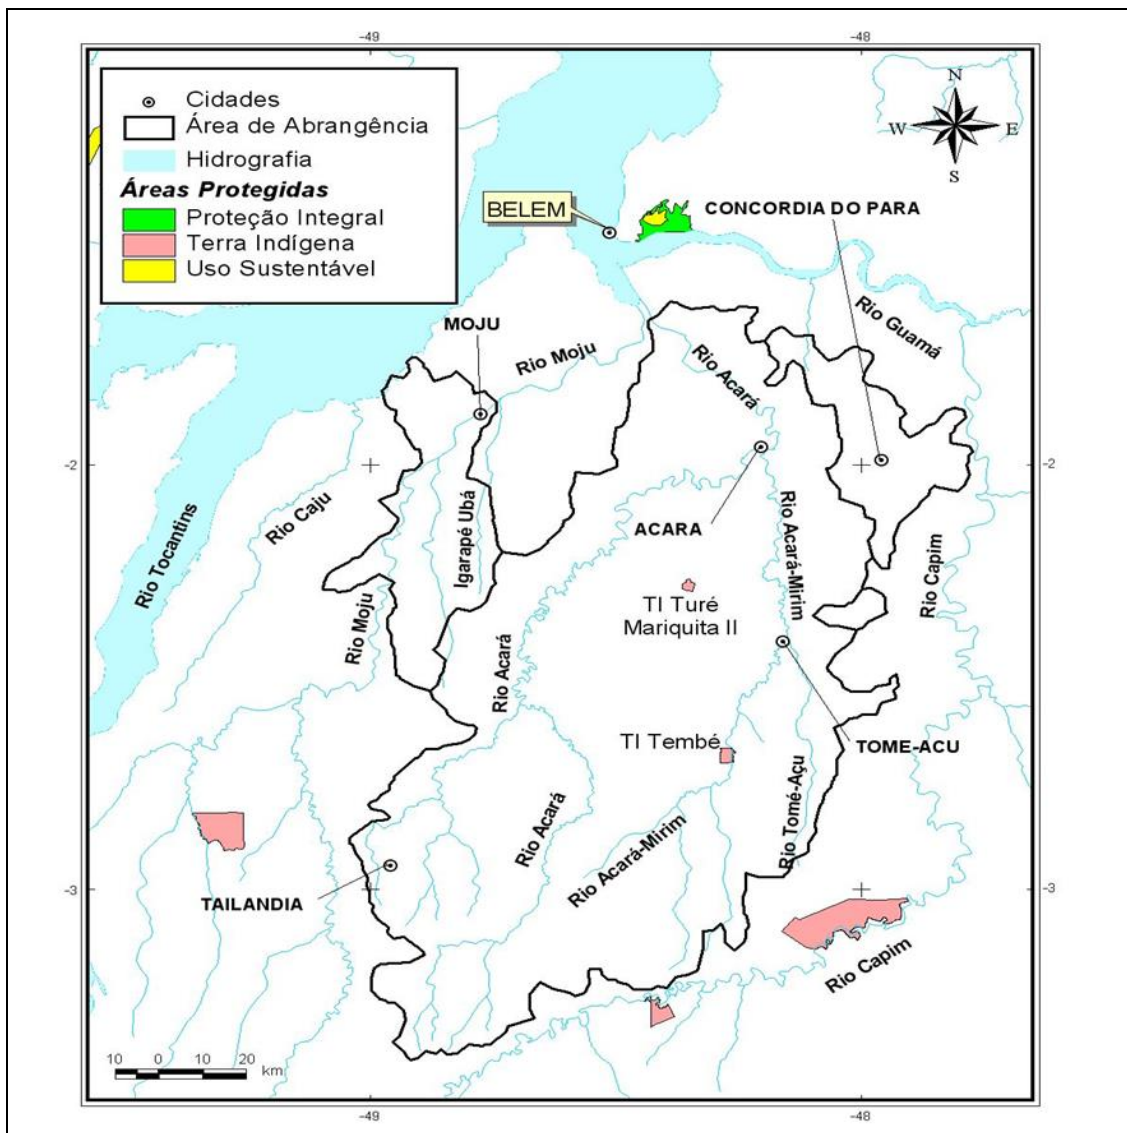 -49
-48
Cidades
Área de Abrangência
Hidrografia
Áreas Protegidas
Proteção Integral
Terra Indígena
Uso Sustentável
N
W
E
S
BELEM
CONCORDIA DO PARA
MOJU
Rio Moju
Rio Acará
Rio Guamá
-2
-2
Rio Caju
Igarapé Ubá
ACARA
Rio Acará-Mirim
Rio Capim
Rio Tocantins
TI Turé
Mariquita II
Rio Moju
Rio Acará
TI Tembé
TOME-ACU
Rio Acará
Rio Tomé-Açu
Rio Acará-Mirim
TAILANDIA
-3
-3
Rio Capim
10 0 10 20
km
-49
-48